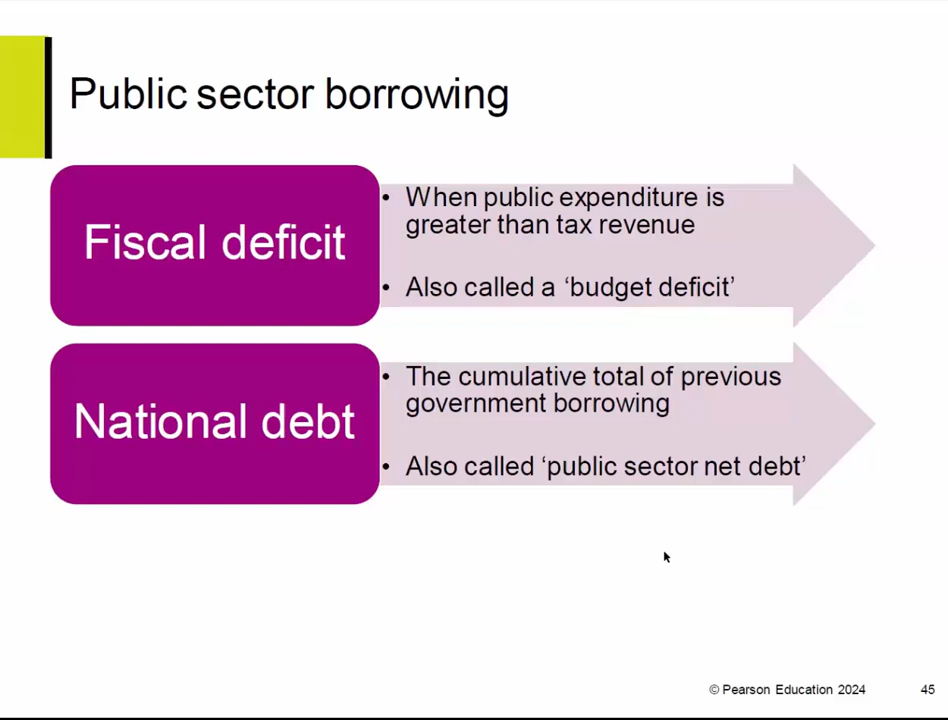 Public sector borrowing
Fiscal deficit
• When public expenditure is
greater than tax revenue
• Also called a ‘budget deficit’
National debt
• The cumulative total of previous
government borrowing
• Also called ‘public sector net debt’
© Pearson Education 2024
45